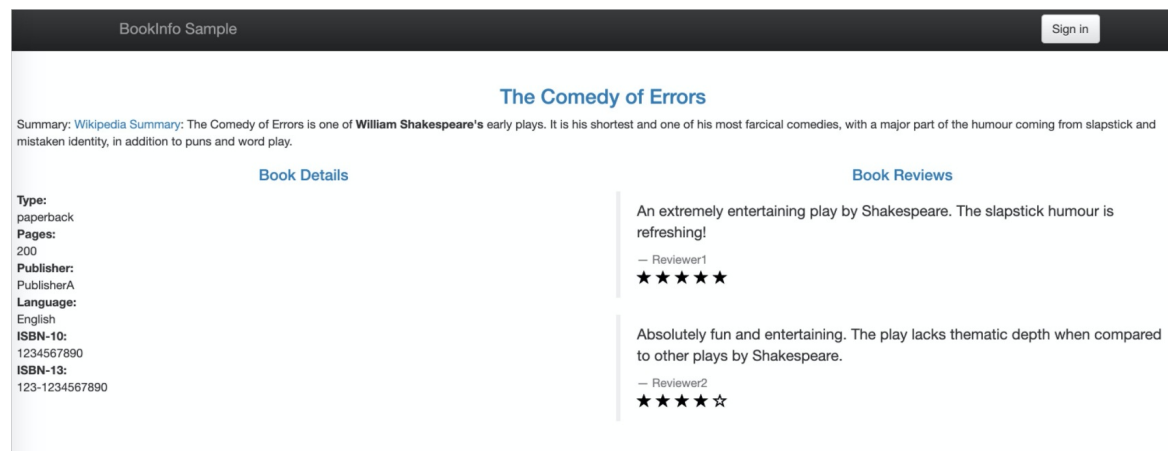 BookInfo Sample
Sign in
The Comedy of Errors
Summary: Wikipedia Summary: The Comedy of Errors is one of William Shakespeare's early plays. It is his shortest and one of his most farcical comedies, with a major part of the humour coming from slapstick and
mistaken identity, in addition to puns and word play.
Book Details
Type:
paperback
Pages:
200
Publisher:
PublisherA
Language:
English
ISBN-10:
1234567890
ISBN-13:
123-1234567890
Book Reviews
An extremely entertaining play by Shakespeare. The slapstick humour is
refreshing!
— Reviewer1
★★★★★
Absolutely fun and entertaining. The play lacks thematic depth when compared
to other plays by Shakespeare.
— Reviewer2
★★★★☆